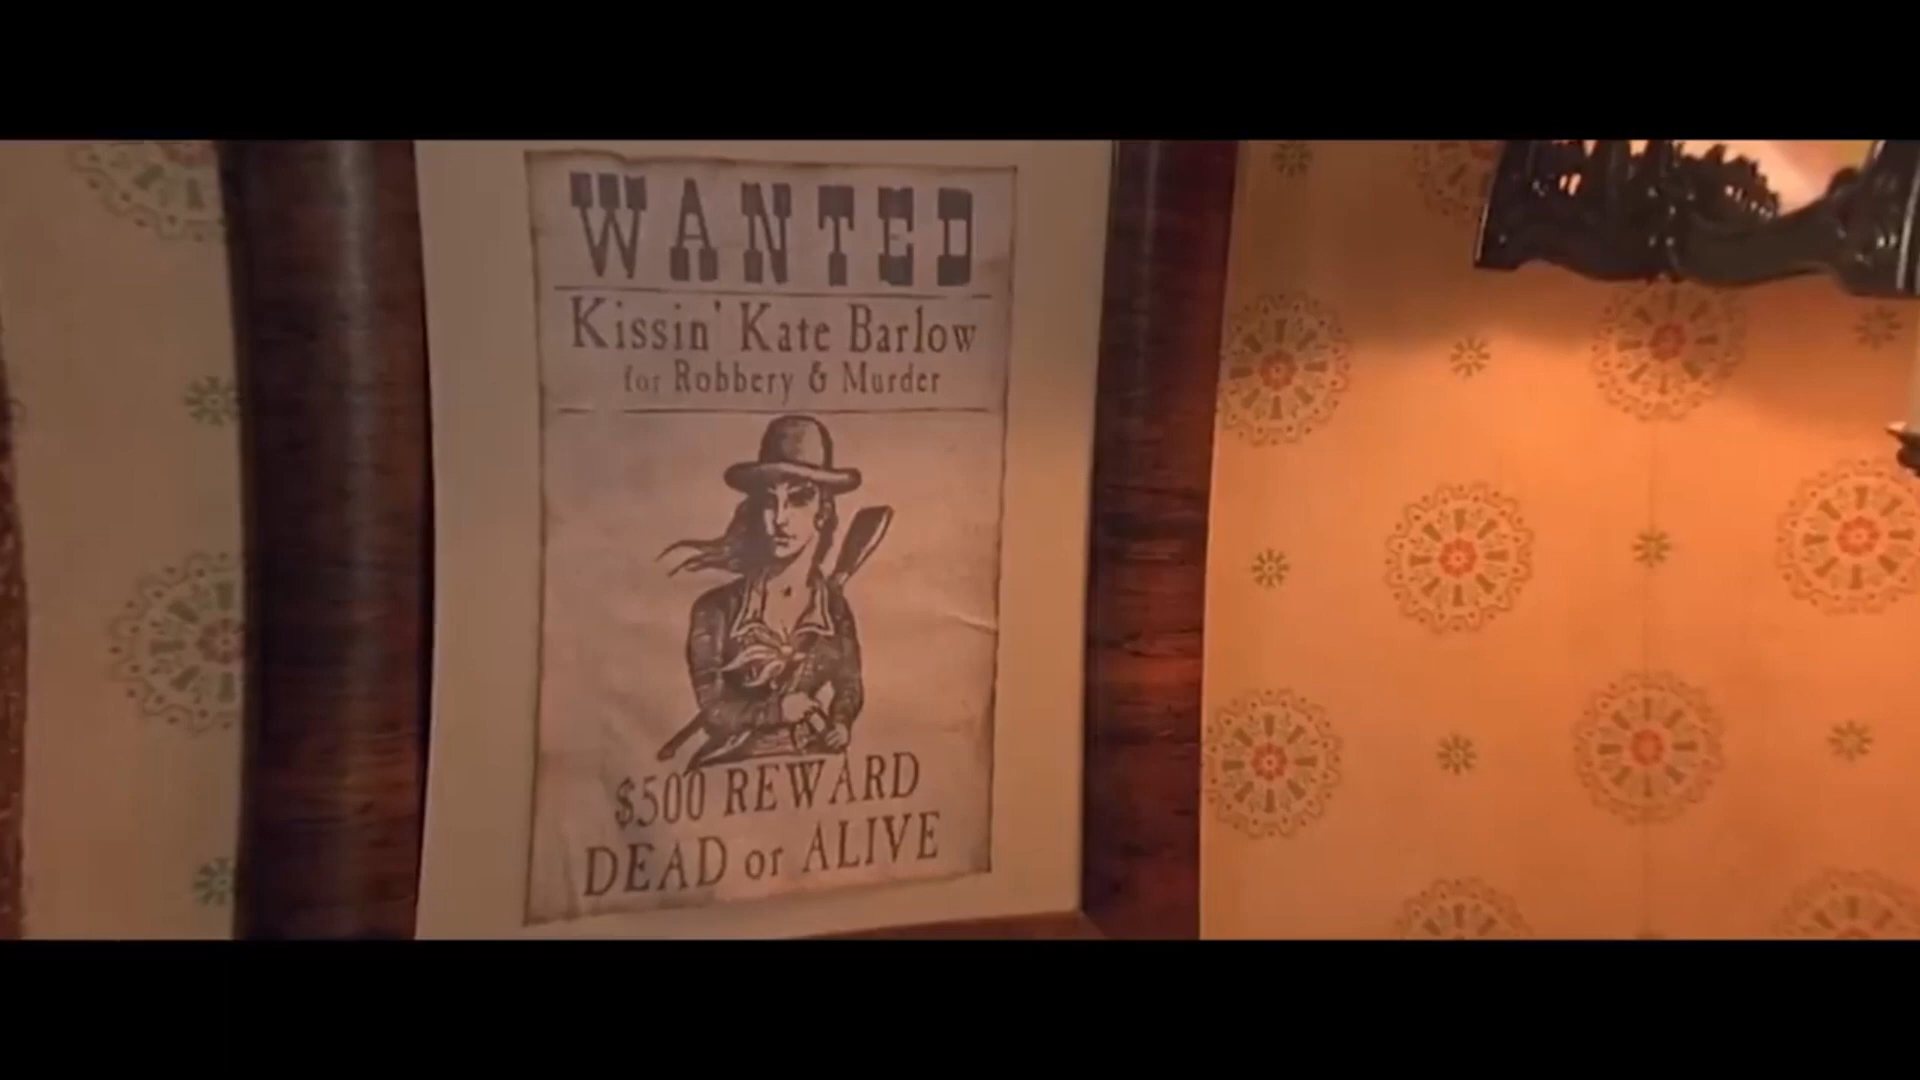 WANTED
Kissin' Kate Barlow
for Robbery & Murder
$500 REWARD
DEAD or ALIVE